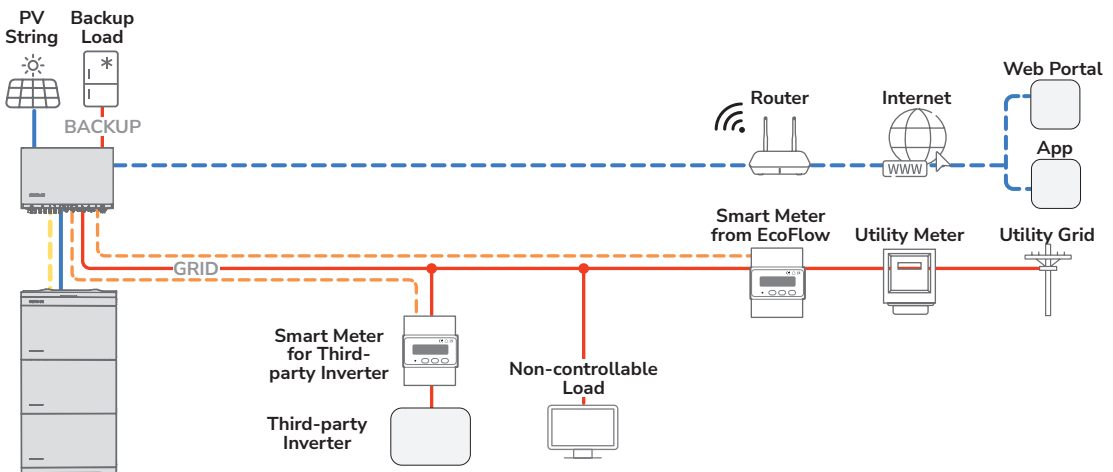 PV
String
Backup
Load
BACKUP
Router
Internet
WWW
Web Portal
App
Smart Meter
from EcoFlow
Utility Meter
Utility Grid
GRID
Smart Meter
for Third-
party Inverter
Third-party
Inverter
Non-controllable
Load